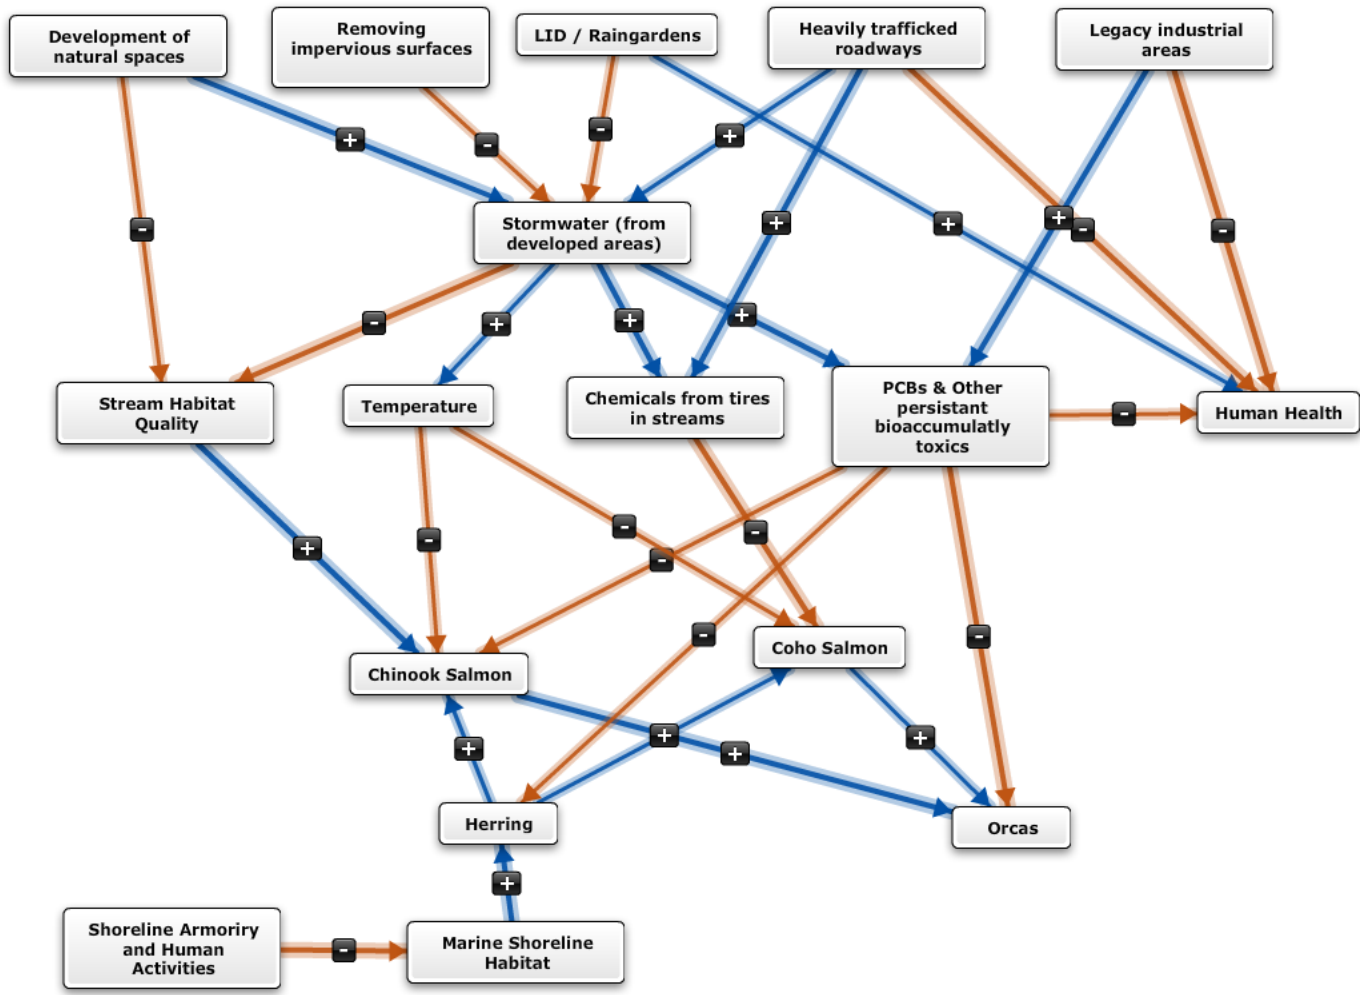 Development of
natural spaces
Removing
impervious surfaces
LID / Raingardens
Heavily trafficked
roadways
Legacy industrial
areas
+
-
-
+
+
-
+
+
-
-
Stormwater (from
developed areas)
-
+
+
+
Stream Habitat
Quality
Temperature
Chemicals from tires
in streams
PCBs & Other
persistant
bioaccumulatly
toxics
-
Human Health
+
-
-
-
-
-
-
Chinook Salmon
Coho Salmon
+
+
+
+
Herring
Orcas
+
Shoreline Armoriry
and Human
Activities
-
Marine Shoreline
Habitat